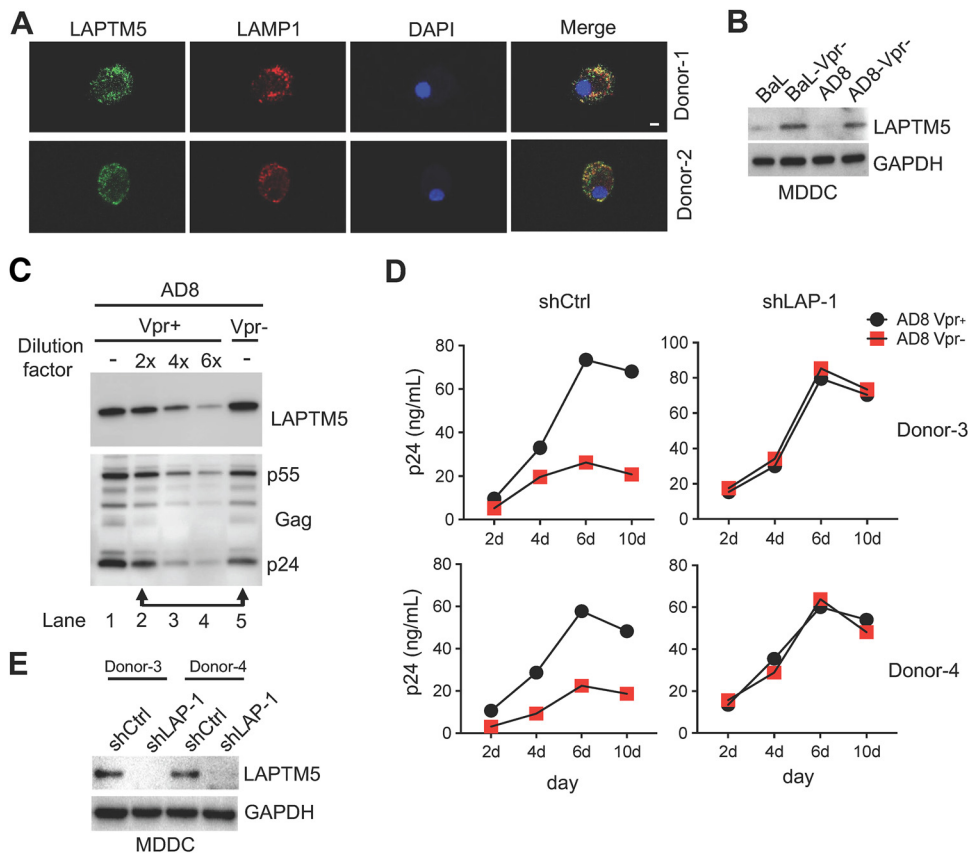 A
LAPTM5 LAMP1 DAPI Merge
Donor-1
Donor-2
B
BaL BaL-Vpr- AD8 AD8-Vpr-
LAPTM5
GAPDH
MDDC
C
AD8
Vpr+ Vpr-
Dilution factor - 2x 4x 6x -
LAPTM5
p55
Gag
p24
Lane 1 2 3 4 5
D
shCtrl shLAP-1
AD8 Vpr+
AD8 Vpr-
p24 (ng/mL)
80
60
40
20
0
2d 4d 6d 10d
100
80
60
40
20
0
2d 4d 6d 10d
Donor-3
p24 (ng/mL)
80
60
40
20
0
2d 4d 6d 10d
day
80
60
40
20
0
2d 4d 6d 10d
day
Donor-4
E
Donor-3 Donor-4
shCtrl shLAP-1 shCtrl shLAP-1
LAPTM5
GAPDH
MDDC